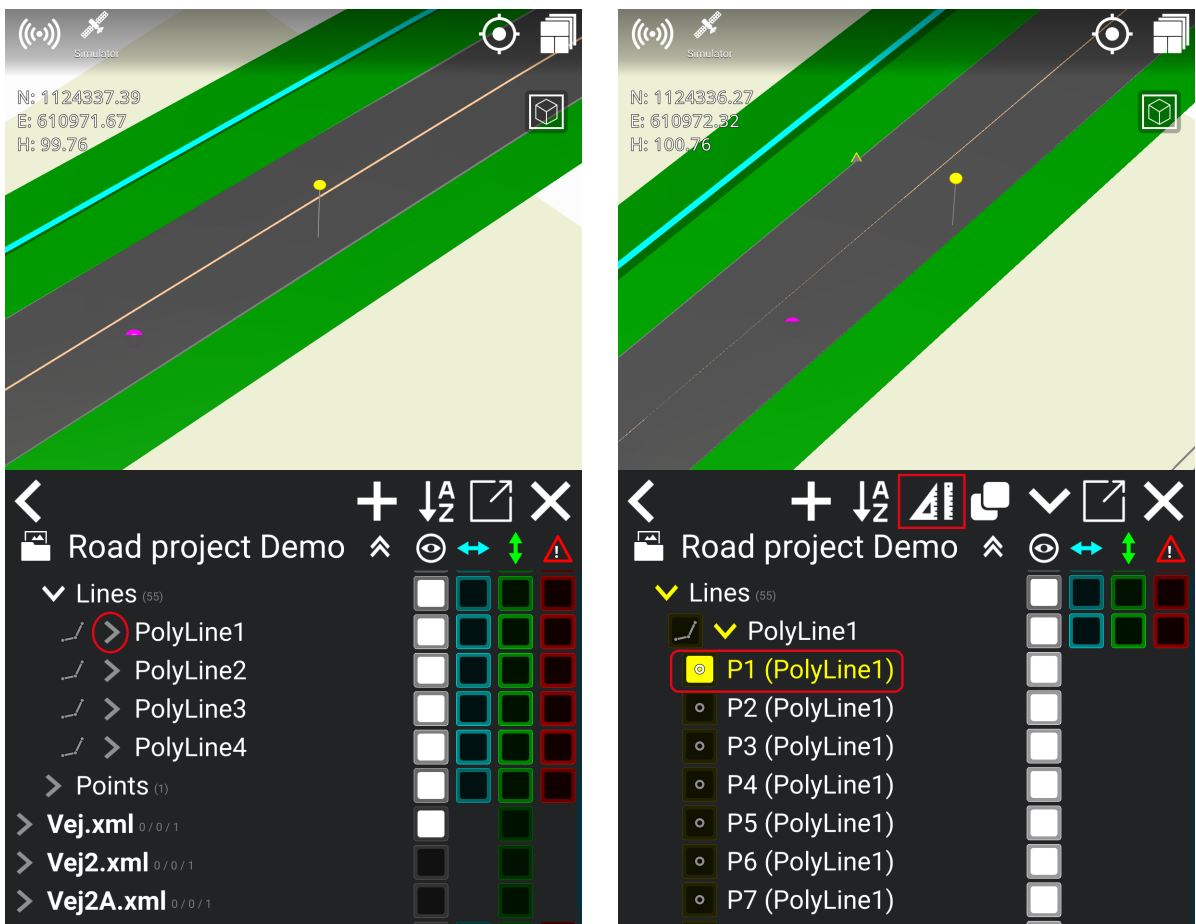 Simulator
N: 1124337.39
E: 610971.67
H: 99.76
A
Z
Road project Demo
Lines (55)
PolyLine1
PolyLine2
PolyLine3
PolyLine4
Points (1)
Vej.xml 0/0/1
Vej2.xml 0/0/1
Vej2A.xml 0/0/1
Simulator
N: 1124336.27
E: 610972.32
H: 100.76
A
Z
Road project Demo
Lines (55)
PolyLine1
P1 (PolyLine1)
P2 (PolyLine1)
P3 (PolyLine1)
P4 (PolyLine1)
P5 (PolyLine1)
P6 (PolyLine1)
P7 (PolyLine1)